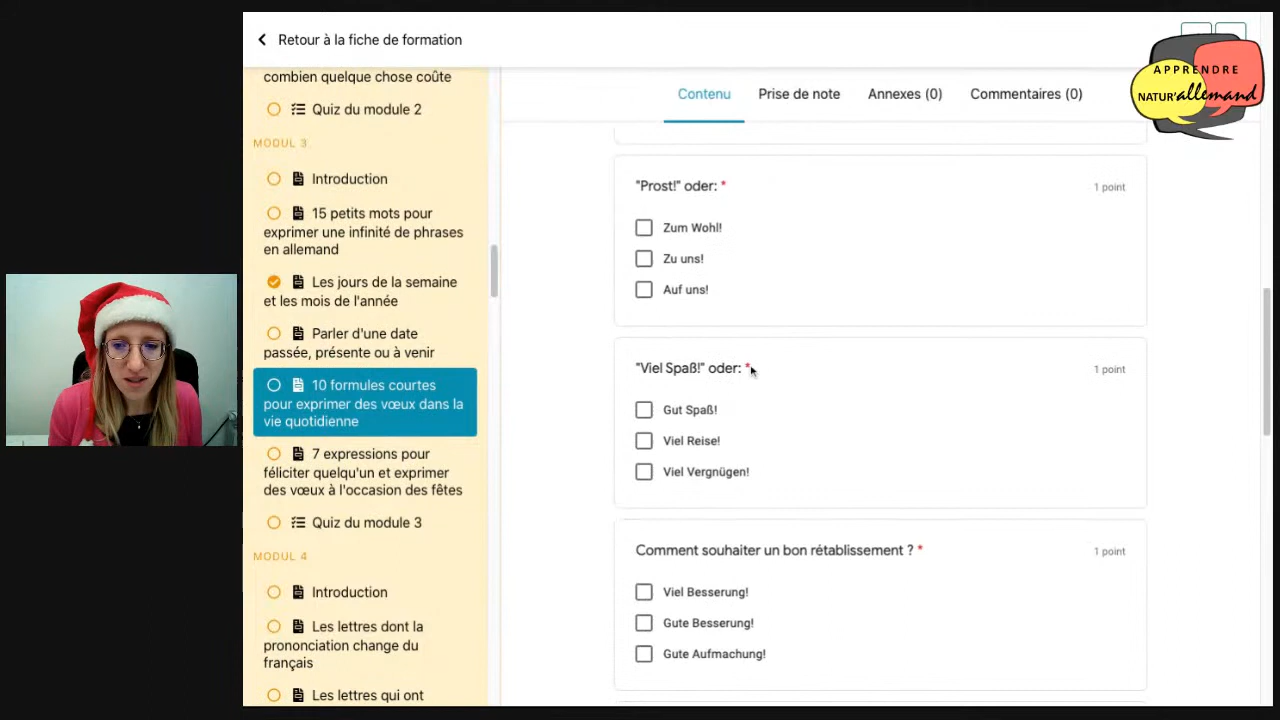 Retour à la fiche de formation
APPRENDRE
NATUR'allemand
combien quelque chose coûte
Quiz du module 2
MODUL 3
Introduction
15 petits mots pour
exprimer une infinité de phrases
en allemand
Les jours de la semaine
et les mois de l'année
Parler d'une date
passée, présente ou à venir
10 formules courtes
pour exprimer des vœux dans la
vie quotidienne
7 expressions pour
féliciter quelqu'un et exprimer
des vœux à l'occasion des fêtes
Quiz du module 3
MODUL 4
Introduction
Les lettres dont la
prononciation change du
français
Les lettres qui ont
Contenu
Prise de note
Annexes (0)
Commentaires (0)
"Prost!" oder: *
1 point
Zum Wohl!
Zu uns!
Auf uns!
"Viel Spaß!" oder: *
1 point
Gut Spaß!
Viel Reise!
Viel Vergnügen!
Comment souhaiter un bon rétablissement ? *
1 point
Viel Besserung!
Gute Besserung!
Gute Aufmachung!